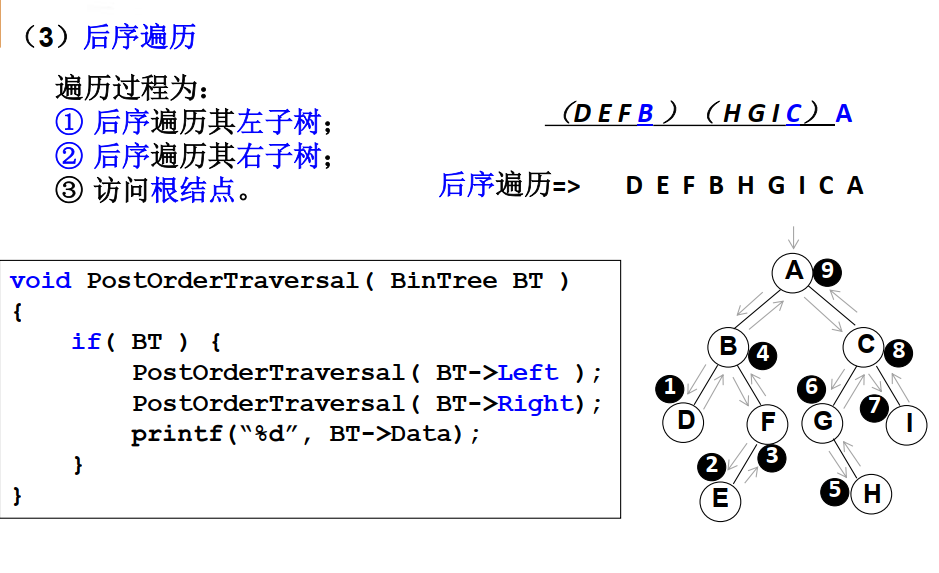 （3）后序遍历
遍历过程为:
① 后序遍历其左子树;
② 后序遍历其右子树;
③ 访问根结点。
（D E F B ）（ H G I C）A
后序遍历=> D E F B H G I C A
void PostOrderTraversal( BinTree BT )
{
if( BT ) {
PostOrderTraversal( BT->Left );
PostOrderTraversal( BT->Right);
printf(“%d”, BT->Data);
}
}
A 9
B 4 C 8
1 6 7
D F G I
2 3
E 5 H